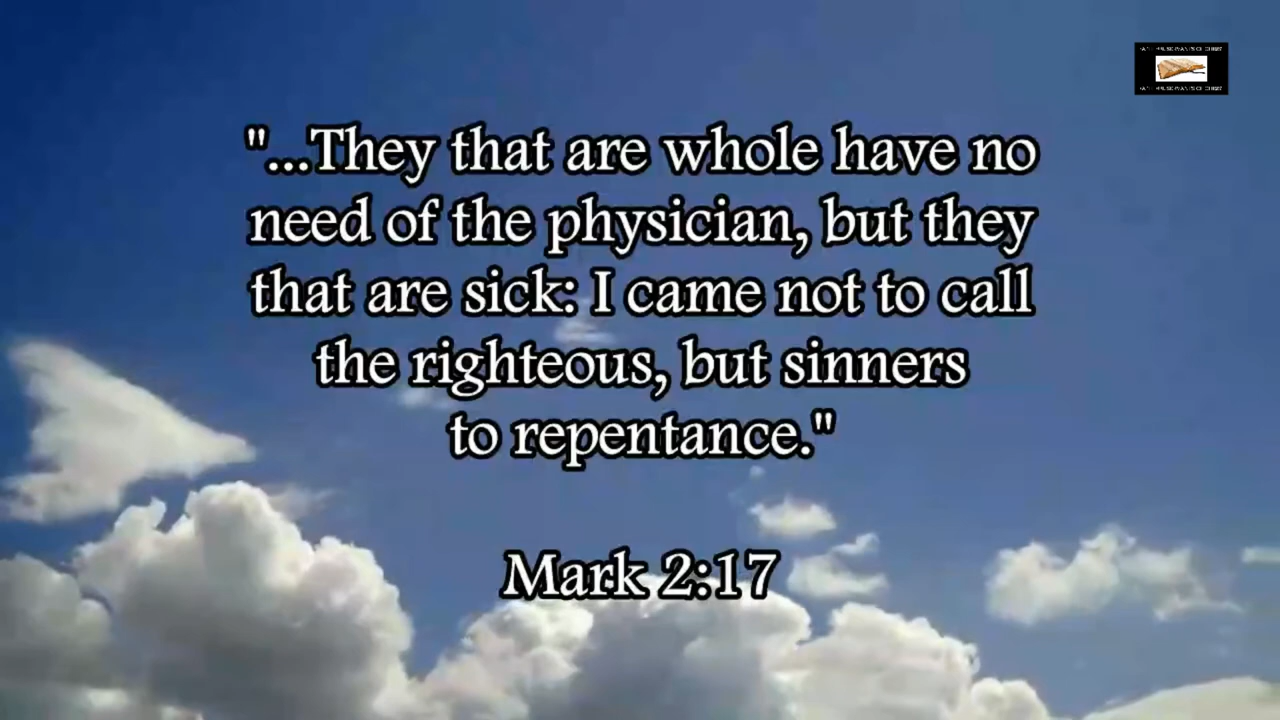 "...They that are whole have no
need of the physician, but they
that are sick: I came not to call
the righteous, but sinners
to repentance."
Mark 2:17